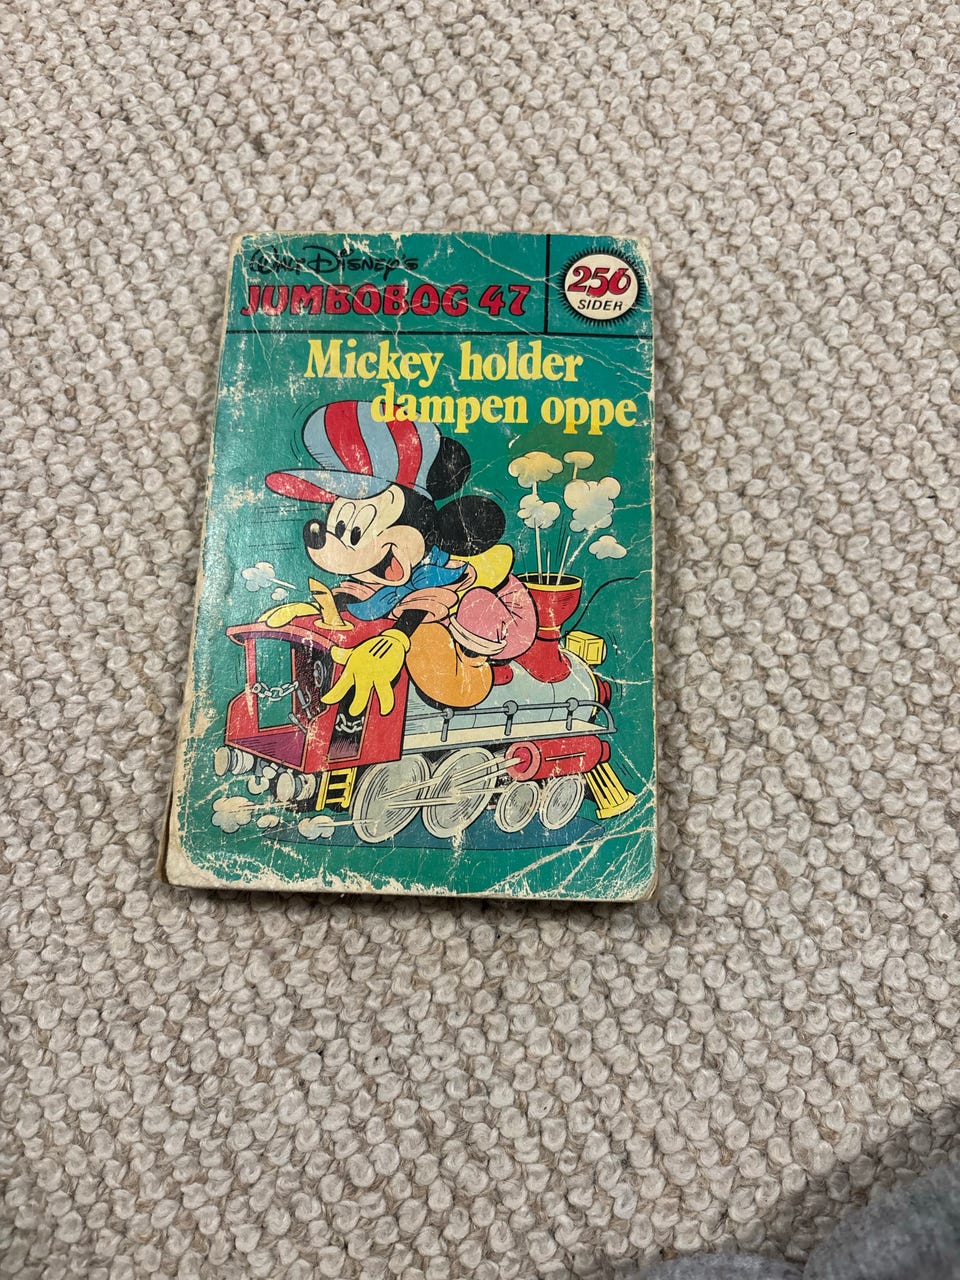 Walt Disney's
JUMBOBOG 47
256
SIDER
Mickey holder
dampen oppe